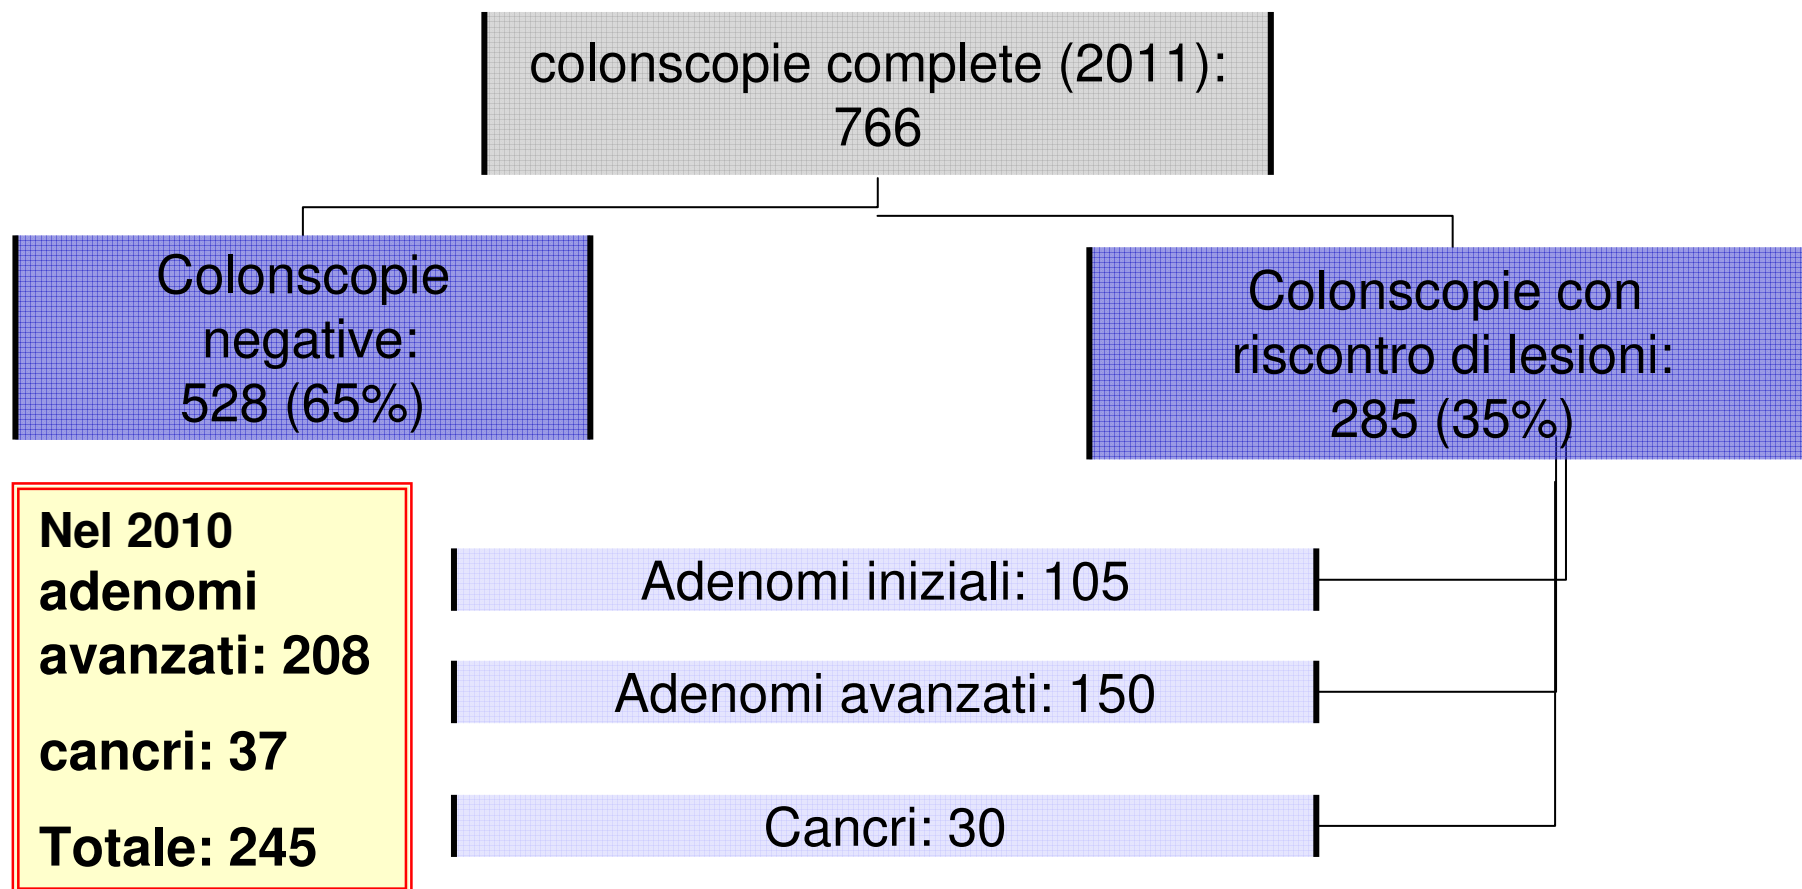 colonscopie complete (2011):
766
Colonscopie
negative:
528 (65%)
Colonscopie con
riscontro di lesioni:
285 (35%)
Nel 2010
adenomi
avanzati: 208
cancri: 37
Totale: 245
Adenomi iniziali: 105
Adenomi avanzati: 150
Cancri: 30